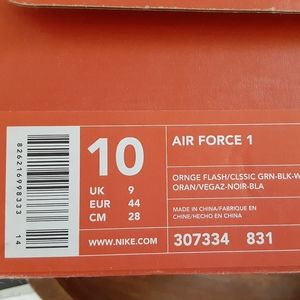 AIR FORCE 1
10
UK 9
EUR 44
CM 28
ORNGE FLASH/CLSSIC GRN-BLK-W
ORAN/VEGAZ-NOIR-BLA
MADE IN CHINA/FABRIQUE EN
CHINE/HECHO EN CHINA
WWW.NIKE.COM
307334 831
826216998333
14